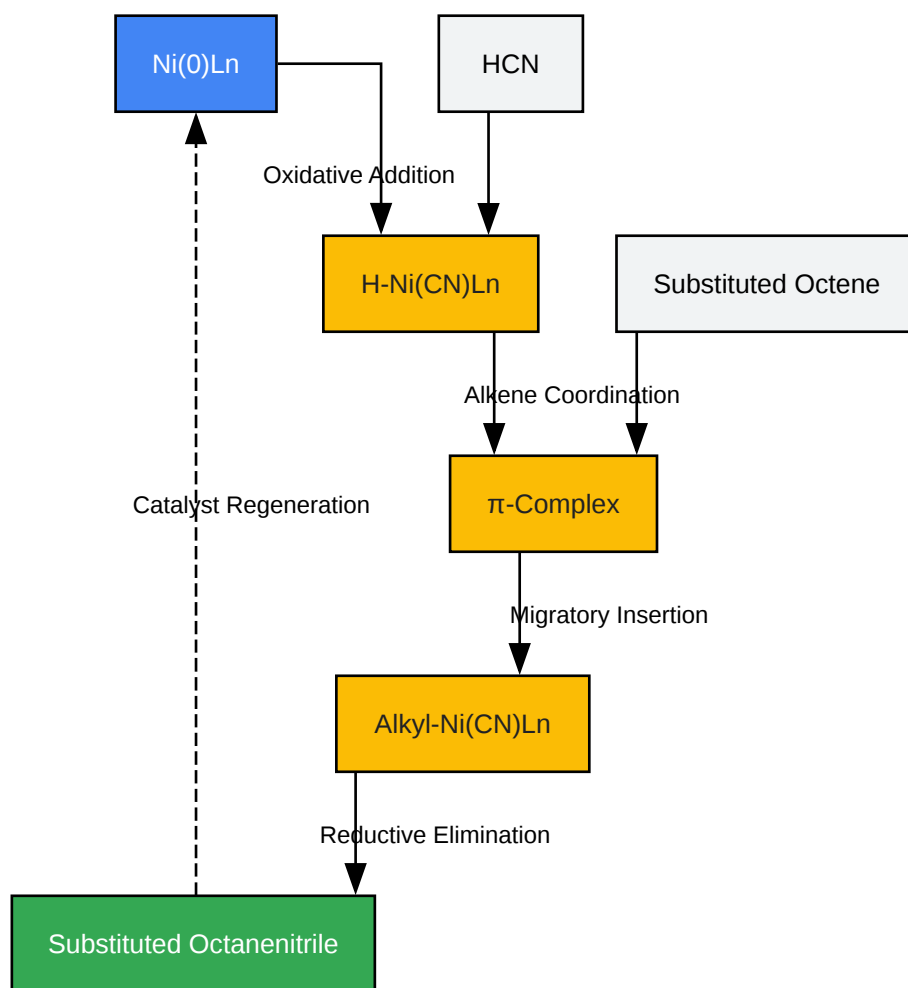 Ni(0)Ln
HCN
Oxidative Addition
H-Ni(CN)Ln
Substituted Octene
Alkene Coordination
π-Complex
Catalyst Regeneration
Migratory Insertion
Alkyl-Ni(CN)Ln
Reductive Elimination
Substituted Octanenitrile